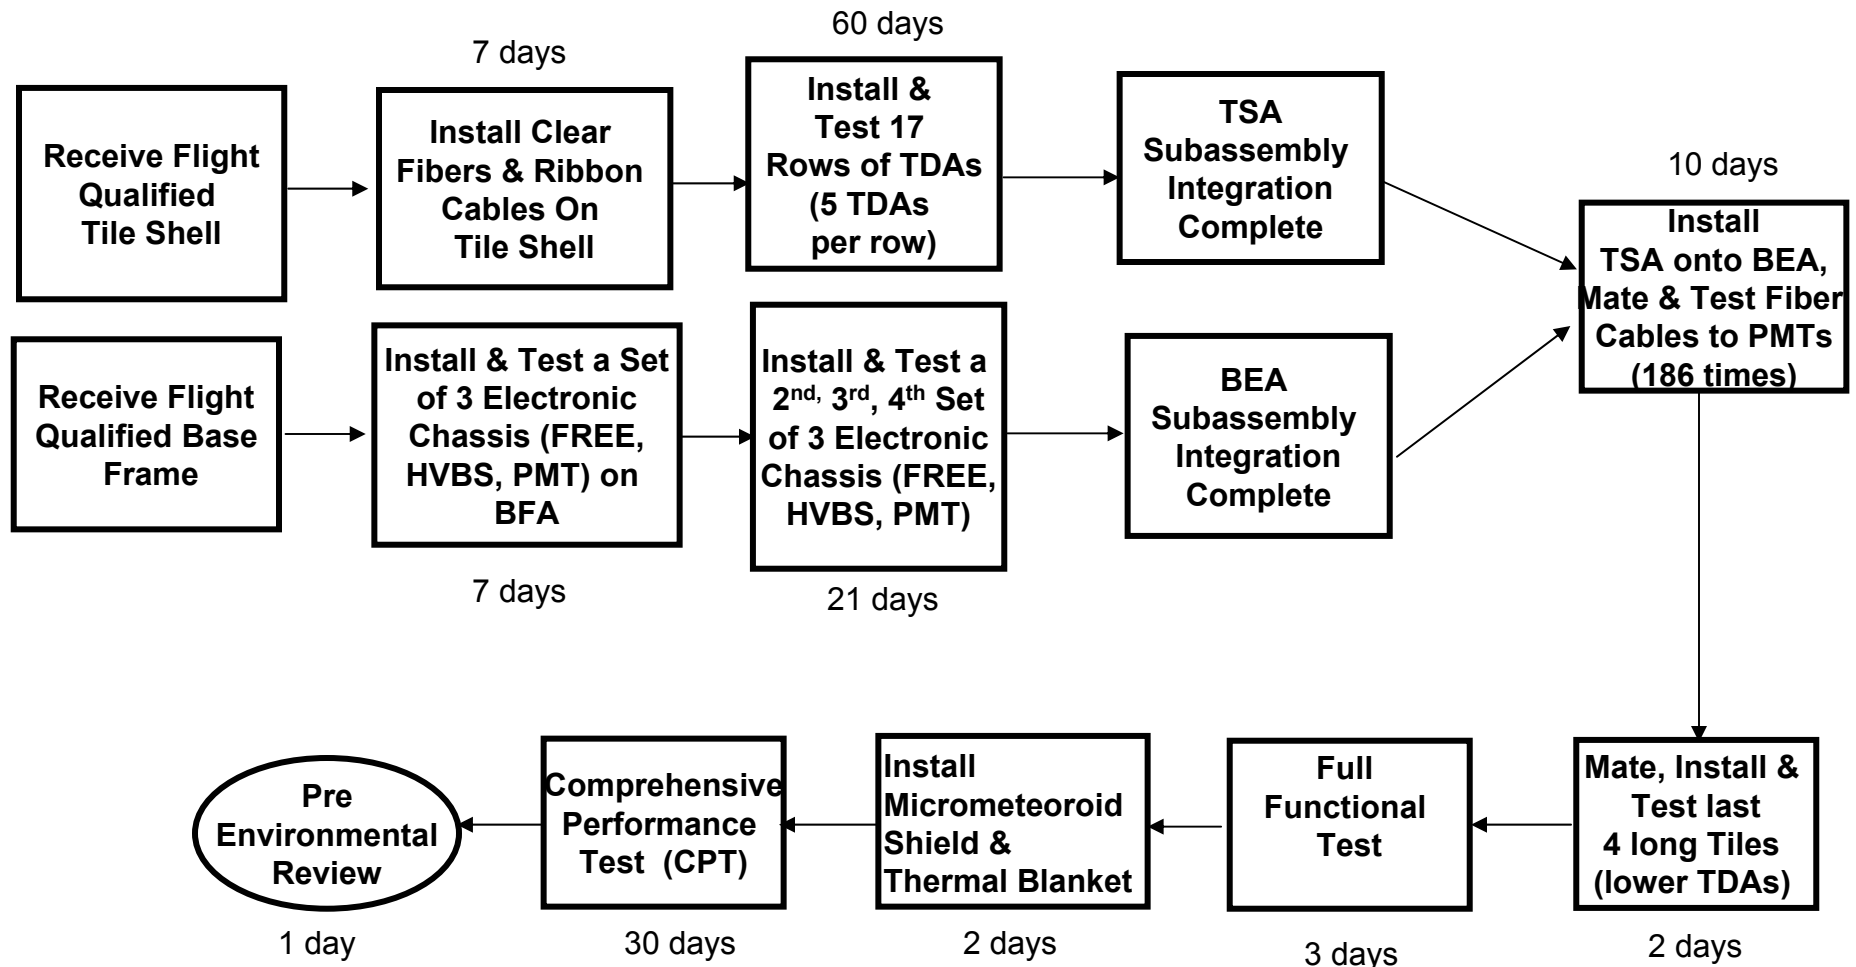 7 days
60 days
Receive Flight
Qualified
Tile Shell
Install Clear
Fibers & Ribbon
Cables On
Tile Shell
Install &
Test 17
Rows of TDAs
(5 TDAs
per row)
TSA
Subassembly
Integration
Complete
10 days
Install
TSA onto BEA,
Mate & Test Fiber
Cables to PMTs
(186 times)
Receive Flight
Qualified Base
Frame
Install & Test a Set
of 3 Electronic
Chassis (FREE,
HVBS, PMT) on
BFA
7 days
Install & Test a
2nd, 3rd, 4th Set
of 3 Electronic
Chassis (FREE,
HVBS, PMT)
21 days
BEA
Subassembly
Integration
Complete
Mate, Install &
Test last
4 long Tiles
(lower TDAs)
2 days
Full
Functional
Test
3 days
Install
Micrometeoroid
Shield &
Thermal Blanket
2 days
Comprehensive
Performance
Test (CPT)
30 days
Pre
Environmental
Review
1 day